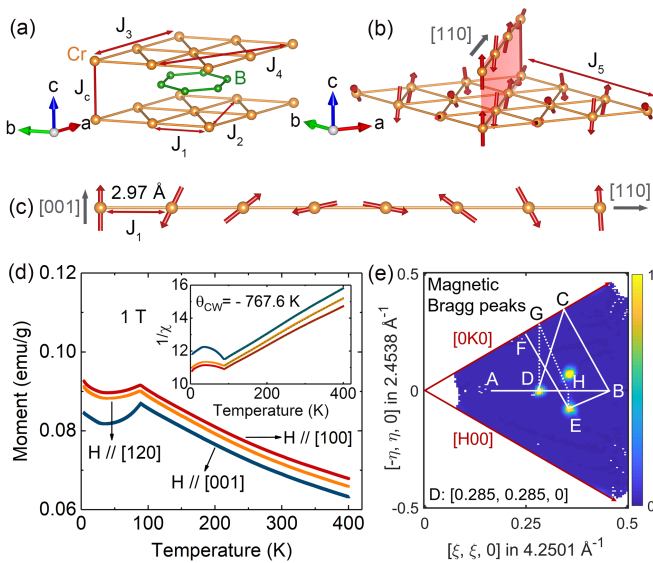 (a)
J₃
Cr
B
J₄
J_c
c
b
a
J₁
J₂
(b)
[110]
J₅
c
b
a
(c)
[001]
2.97 Å
J₁
[110]
(d)
0.12
0.10
0.08
0.06
Moment (emu/g)
1 T
H // [120]
H // [001]
H // [100]
0
100
200
300
400
Temperature (K)
16
14
12
10
1/χ
θCW= - 767.6 K
0 100 200 300 400
Temperature (K)
(e)
Magnetic
Bragg peaks
0.5
0
-0.5
[-η, η, 0] in 2.4538 Å⁻¹
[0K0]
[H00]
A
B
C
D
E
F
G
H
D: [0.285, 0.285, 0]
0
0.25
0.5
[ξ, ξ, 0] in 4.2501 Å⁻¹
1
0